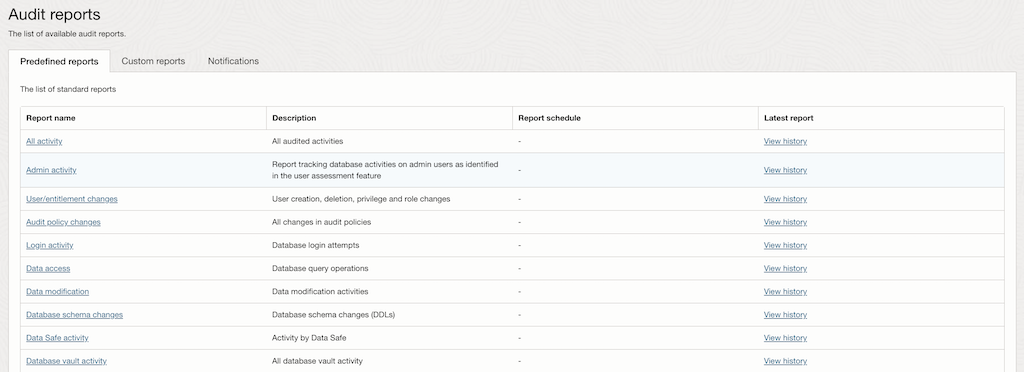 Audit reports
The list of available audit reports.
Predefined reports Custom reports Notifications
The list of standard reports
Report name Description Report schedule Latest report
All activity All audited activities - View history
Admin activity Report tracking database activities on admin users as identified
in the user assessment feature - View history
User/entitlement changes User creation, deletion, privilege and role changes - View history
Audit policy changes All changes in audit policies - View history
Login activity Database login attempts - View history
Data access Database query operations - View history
Data modification Data modification activities - View history
Database schema changes Database schema changes (DDLs) - View history
Data Safe activity Activity by Data Safe - View history
Database vault activity All database vault activity - View history